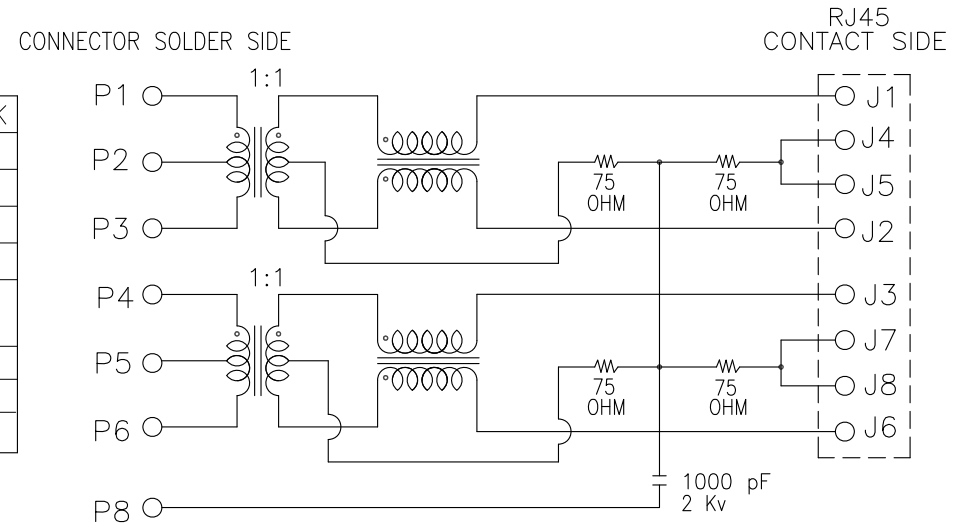 RJ45
CONNECTOR SOLDER SIDE
CONTACT SIDE
K
1:1
P1
J1
J4
P2
75
OHM
75
OHM
J5
P3
J2
1:1
P4
J3
J7
P5
75
OHM
75
OHM
J8
P6
J6
1000 pF
2 Kv
P8